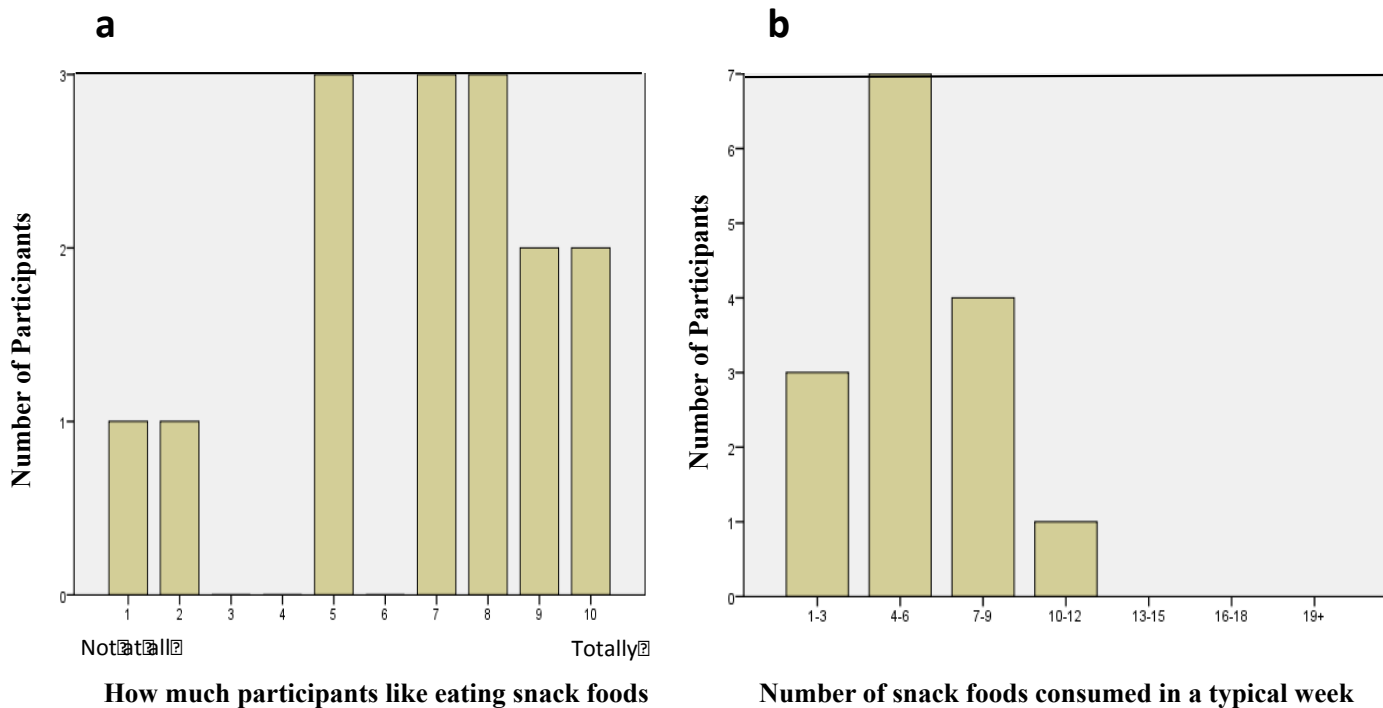 a
Number of Participants
3
2
1
0
1 2 3 4 5 6 7 8 9 10
Not at all
Totally
How much participants like eating snack foods
b
Number of Participants
7
6
5
4
3
2
1
0
1-3 4-6 7-9 10-12 13-15 16-18 19+
Number of snack foods consumed in a typical week